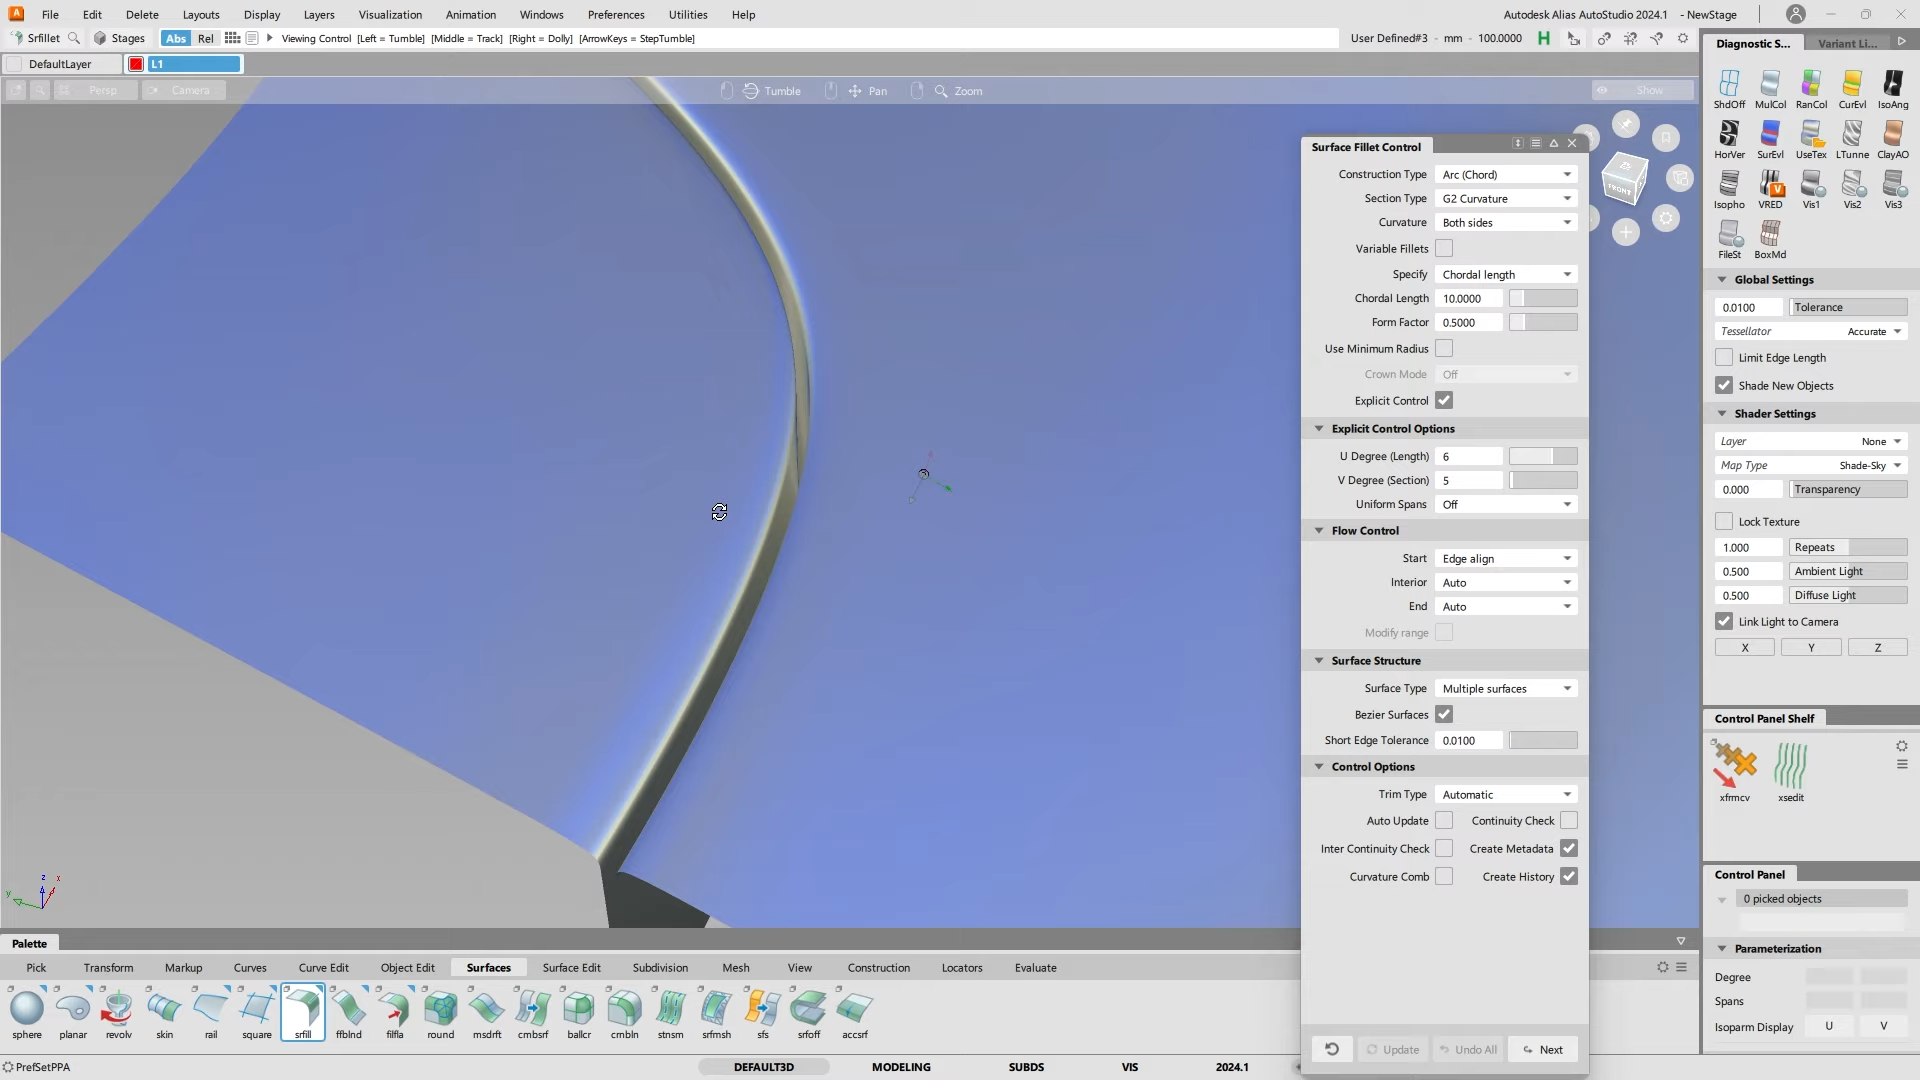 File Edit Delete Layouts Display Layers Visualization Animation Windows Preferences Utilities Help
Autodesk Alias AutoStudio 2024.1 - NewStage
Srfillet Stages Abs Rel Viewing Control [Left = Tumble] [Middle = Track] [Right = Dolly] [ArrowKeys = StepTumble]
User Defined#3 - mm - 100.0000 H
DefaultLayer L1
Persp Camera Tumble Pan Zoom Show
FRONT
z x y
Surface Fillet Control
Construction Type Arc (Chord)
Section Type G2 Curvature
Curvature Both sides
Variable Fillets
Specify Chordal length
Chordal Length 10.0000
Form Factor 0.5000
Use Minimum Radius
Crown Mode Off
Explicit Control
Explicit Control Options
U Degree (Length) 6
V Degree (Section) 5
Uniform Spans Off
Flow Control
Start Edge align
Interior Auto
End Auto
Modify range
Surface Structure
Surface Type Multiple surfaces
Bezier Surfaces
Short Edge Tolerance 0.0100
Control Options
Trim Type Automatic
Auto Update Continuity Check
Inter Continuity Check Create Metadata
Curvature Comb Create History
Update Undo All Next
Diagnostic S... Variant Li...
ShdOff MulCol RanCol CurEvl IsoAng
HorVer SurEvl UseTex LTunne ClayAO
Isopho VRED Vis1 Vis2 Vis3
FileSt BoxMd
Global Settings
0.0100 Tolerance
Tessellator Accurate
Limit Edge Length
Shade New Objects
Shader Settings
Layer None
Map Type Shade-Sky
0.000 Transparency
Lock Texture
1.000 Repeats
0.500 Ambient Light
0.500 Diffuse Light
Link Light to Camera
X Y Z
Control Panel Shelf
xfrmcv xsedit
Control Panel
0 picked objects
Parameterization
Degree
Spans
Isoparm Display U V
Palette
Pick Transform Markup Curves Curve Edit Object Edit Surfaces Surface Edit Subdivision Mesh View Construction Locators Evaluate
sphere planar revolv skin rail square srfill ffblnd filfla round msdrft cmbsrf ballcr crnbln stnsrn srfmsh sfs srfoff accsrf
PrefSetPPA
DEFAULT3D MODELING SUBDS VIS 2024.1